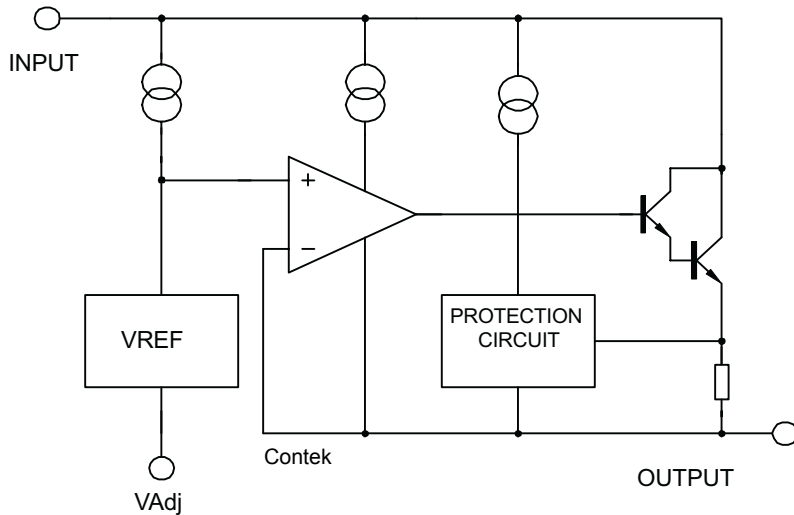 INPUT
+
−
VREF
PROTECTION
CIRCUIT
Contek
OUTPUT
VAdj